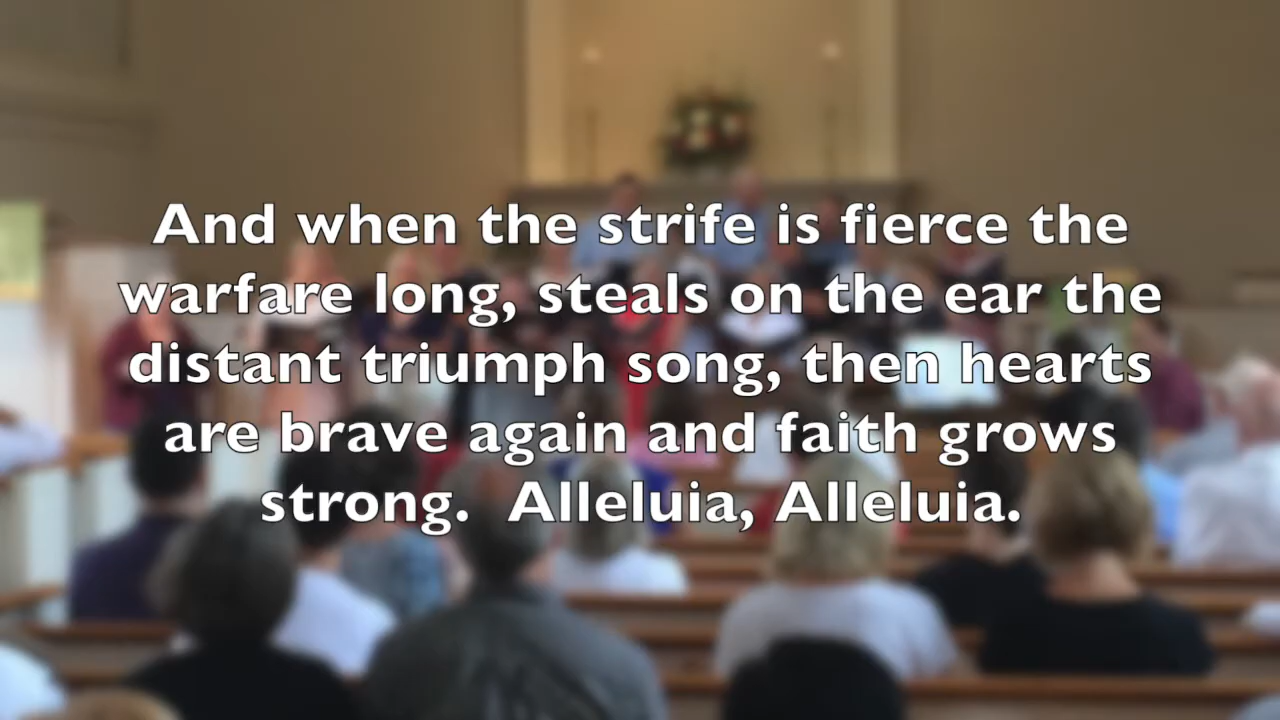 And when the strife is fierce the
warfare long, steals on the ear the
distant triumph song, then hearts
are brave again and faith grows
strong.  Alleluia, Alleluia.